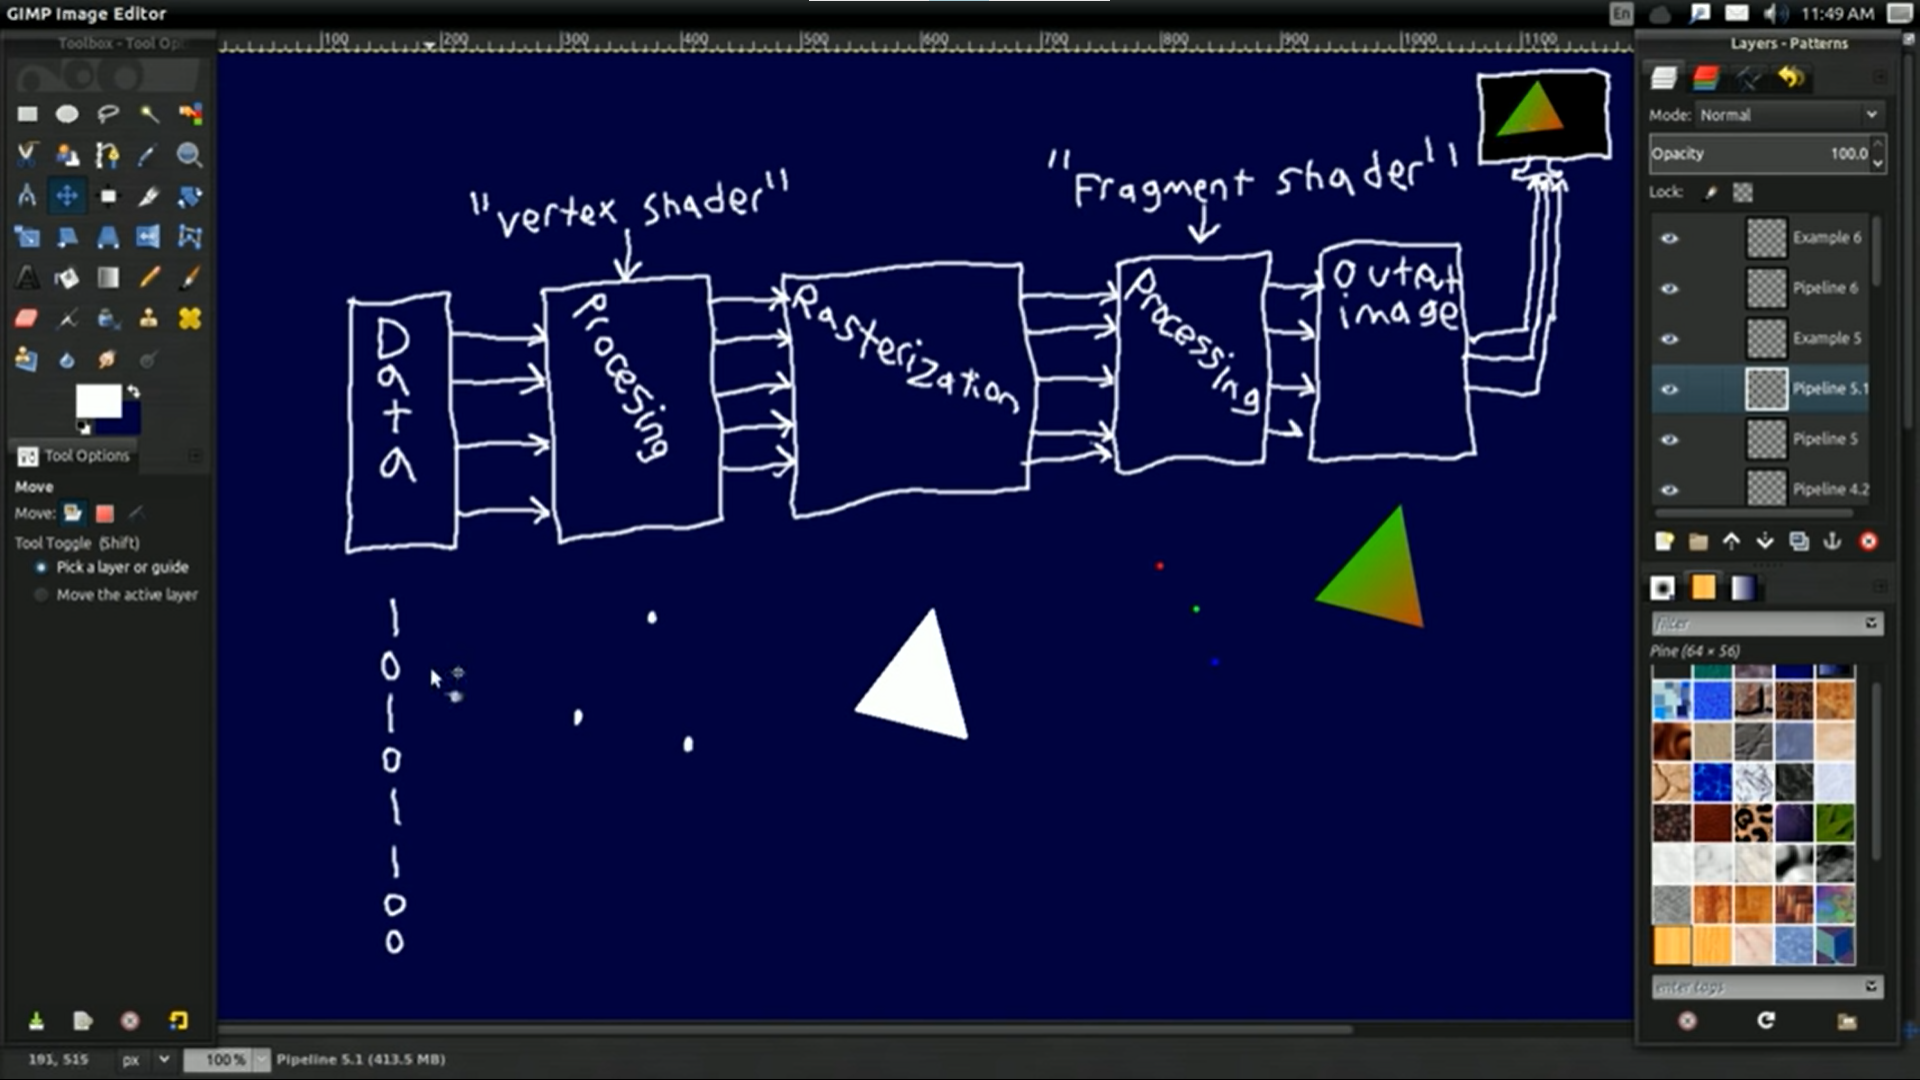 GIMP Image Editor
En
11:49 AM
Toolbox - Tool Opt
100
200
300
400
500
600
700
800
900
1000
1100
Layers - Patterns
Mode: Normal
Opacity 100.0
Lock:
"vertex shader"
"Fragment shader"
Data
Processing
Rasterization
Processing
Output
image
1
0
1
0
1
1
0
0
Example 6
Pipeline 6
Example 5
Pipeline 5.1
Pipeline 5
Pipeline 4.2
Tool Options
Move
Move:
Tool Toggle (Shift)
Pick a layer or guide
Move the active layer
filter
Pine (64 × 56)
enter tags
191, 515
px
100%
Pipeline 5.1 (413.5 MB)